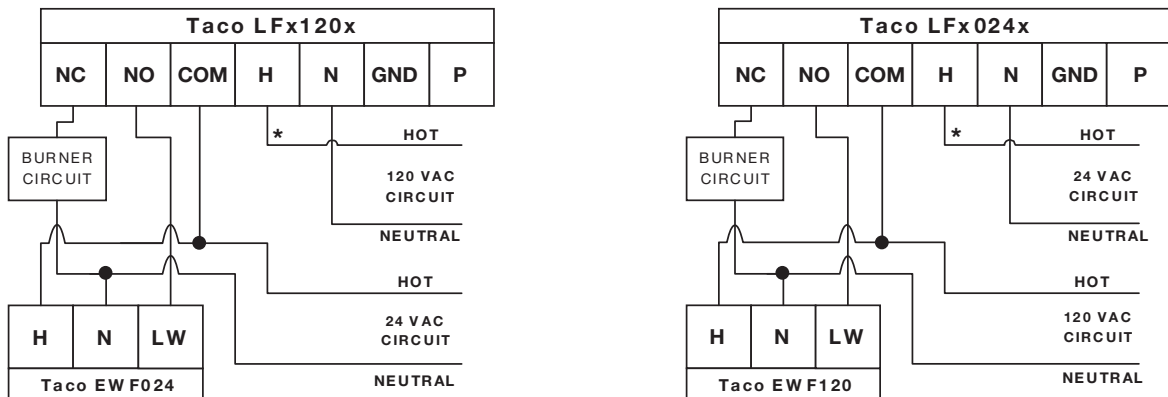 Taco LFx120x
NC NO COM H N GND P
*
HOT
BURNER
CIRCUIT
120 VAC
CIRCUIT
NEUTRAL
HOT
24 VAC
CIRCUIT
NEUTRAL
H N LW
Taco EWF024
Taco LFx024x
NC NO COM H N GND P
*
HOT
BURNER
CIRCUIT
24 VAC
CIRCUIT
NEUTRAL
HOT
120 VAC
CIRCUIT
NEUTRAL
H N LW
Taco EWF120